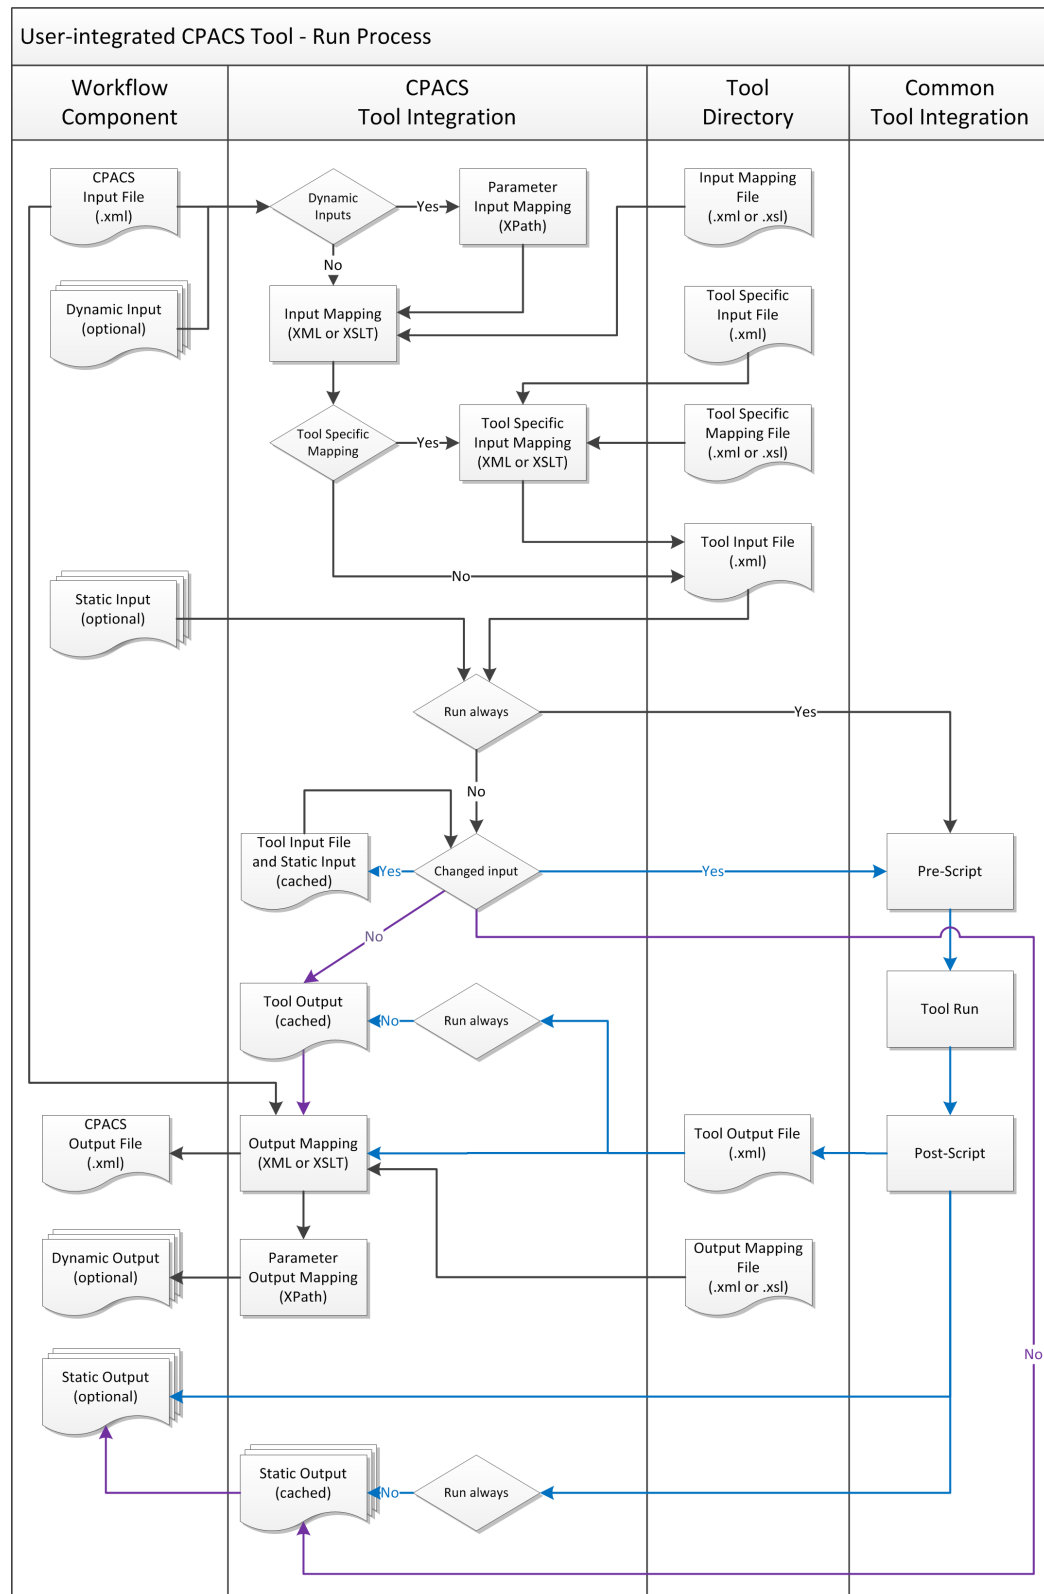 User-integrated CPACS Tool - Run Process
Workflow
Component
CPACS
Tool Integration
Tool
Directory
Common
Tool Integration
CPACS
Input File
(.xml)
Dynamic
Inputs
Yes
Parameter
Input Mapping
(XPath)
Input Mapping
File
(.xml or .xsl)
No
Dynamic Input
(optional)
Input Mapping
(XML or XSLT)
Tool Specific
Input File
(.xml)
Tool Specific
Mapping
Yes
Tool Specific
Input Mapping
(XML or XSLT)
Tool Specific
Mapping File
(.xml or .xsl)
Tool Input File
(.xml)
No
Static Input
(optional)
Run always
Yes
No
Tool Input File
and Static Input
(cached)
Yes
Changed input
Yes
Pre-Script
No
Tool Output
(cached)
No
Run always
Tool Run
CPACS
Output File
(.xml)
Output Mapping
(XML or XSLT)
Tool Output File
(.xml)
Post-Script
Dynamic Output
(optional)
Parameter
Output Mapping
(XPath)
Output Mapping
File
(.xml or .xsl)
No
Static Output
(optional)
Static Output
(cached)
No
Run always